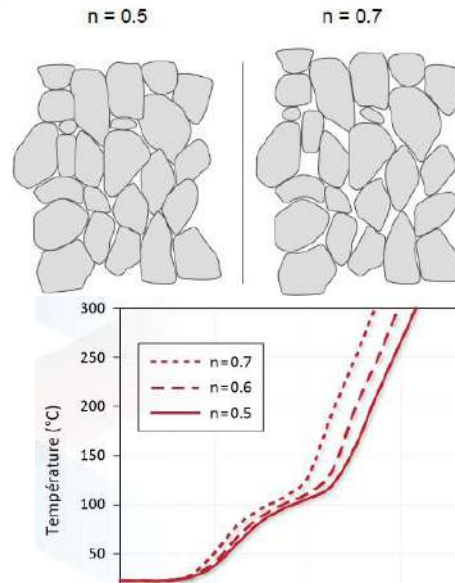 n = 0.5
n = 0.7
300
250
200
150
100
50
Température (°C)
n=0.7
n=0.6
n=0.5